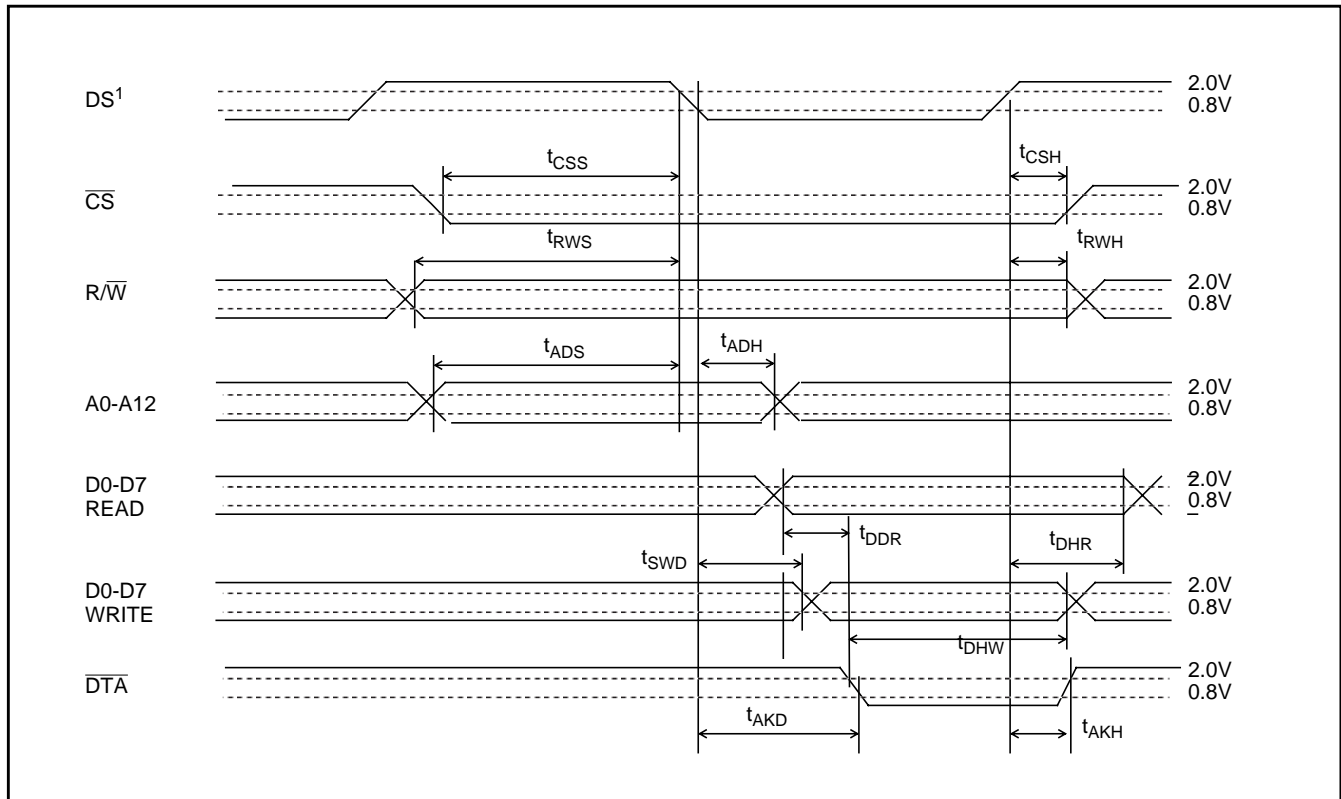 DS¹
2.0V
0.8V
tCSS
tCSH
C̅S̅
2.0V
0.8V
tRWS
tRWH
R/W̅
2.0V
0.8V
tADS
tADH
A0-A12
2.0V
0.8V
D0-D7
READ
2.0V
0.8V
tDDR
tDHR
tSWD
D0-D7
WRITE
2.0V
0.8V
tDHW
D̅T̅A̅
2.0V
0.8V
tAKD
tAKH